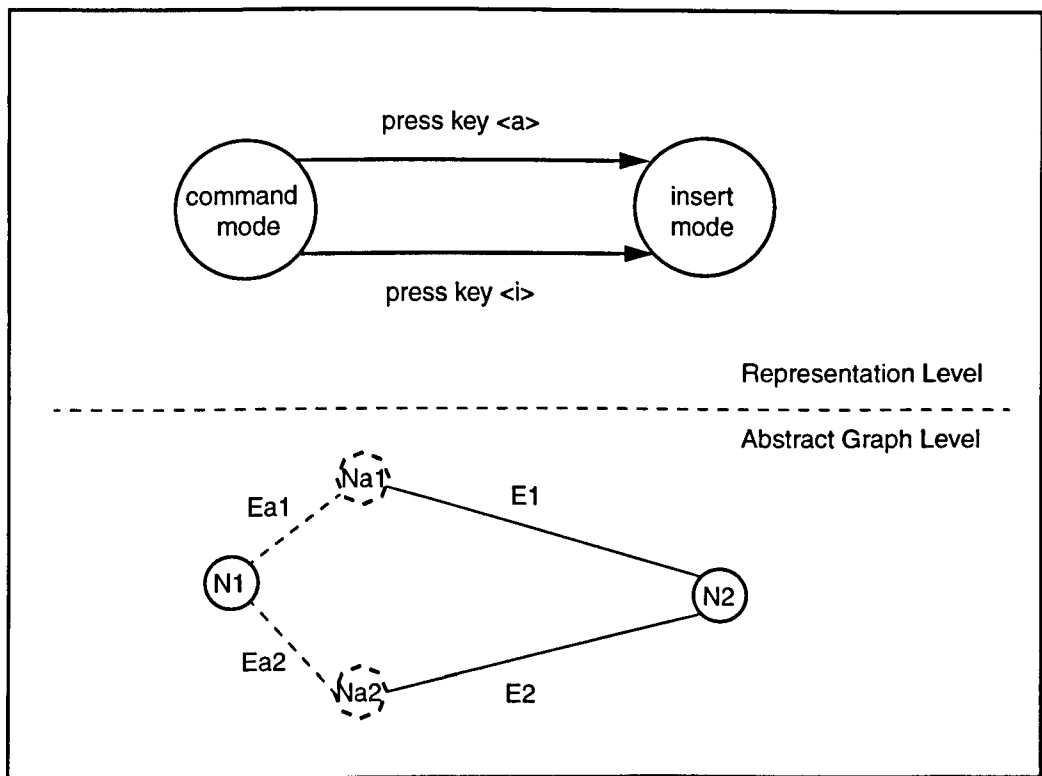 press key <a>
command
mode
insert
mode
press key <i>
Representation Level
Abstract Graph Level
Na1
Ea1
E1
N1
N2
Ea2
Na2
E2